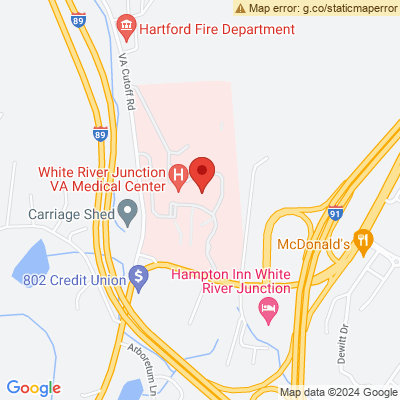 Map error: g.co/staticmaperror
Hartford Fire Department
89
VA Cutoff Rd
89
White River Junction
VA Medical Center
H
Carriage Shed
91
McDonald's
802 Credit Union
$
Hampton Inn White
River Junction
Dewitt Dr
Arboretum Ln
Google
Map data ©2024 Google